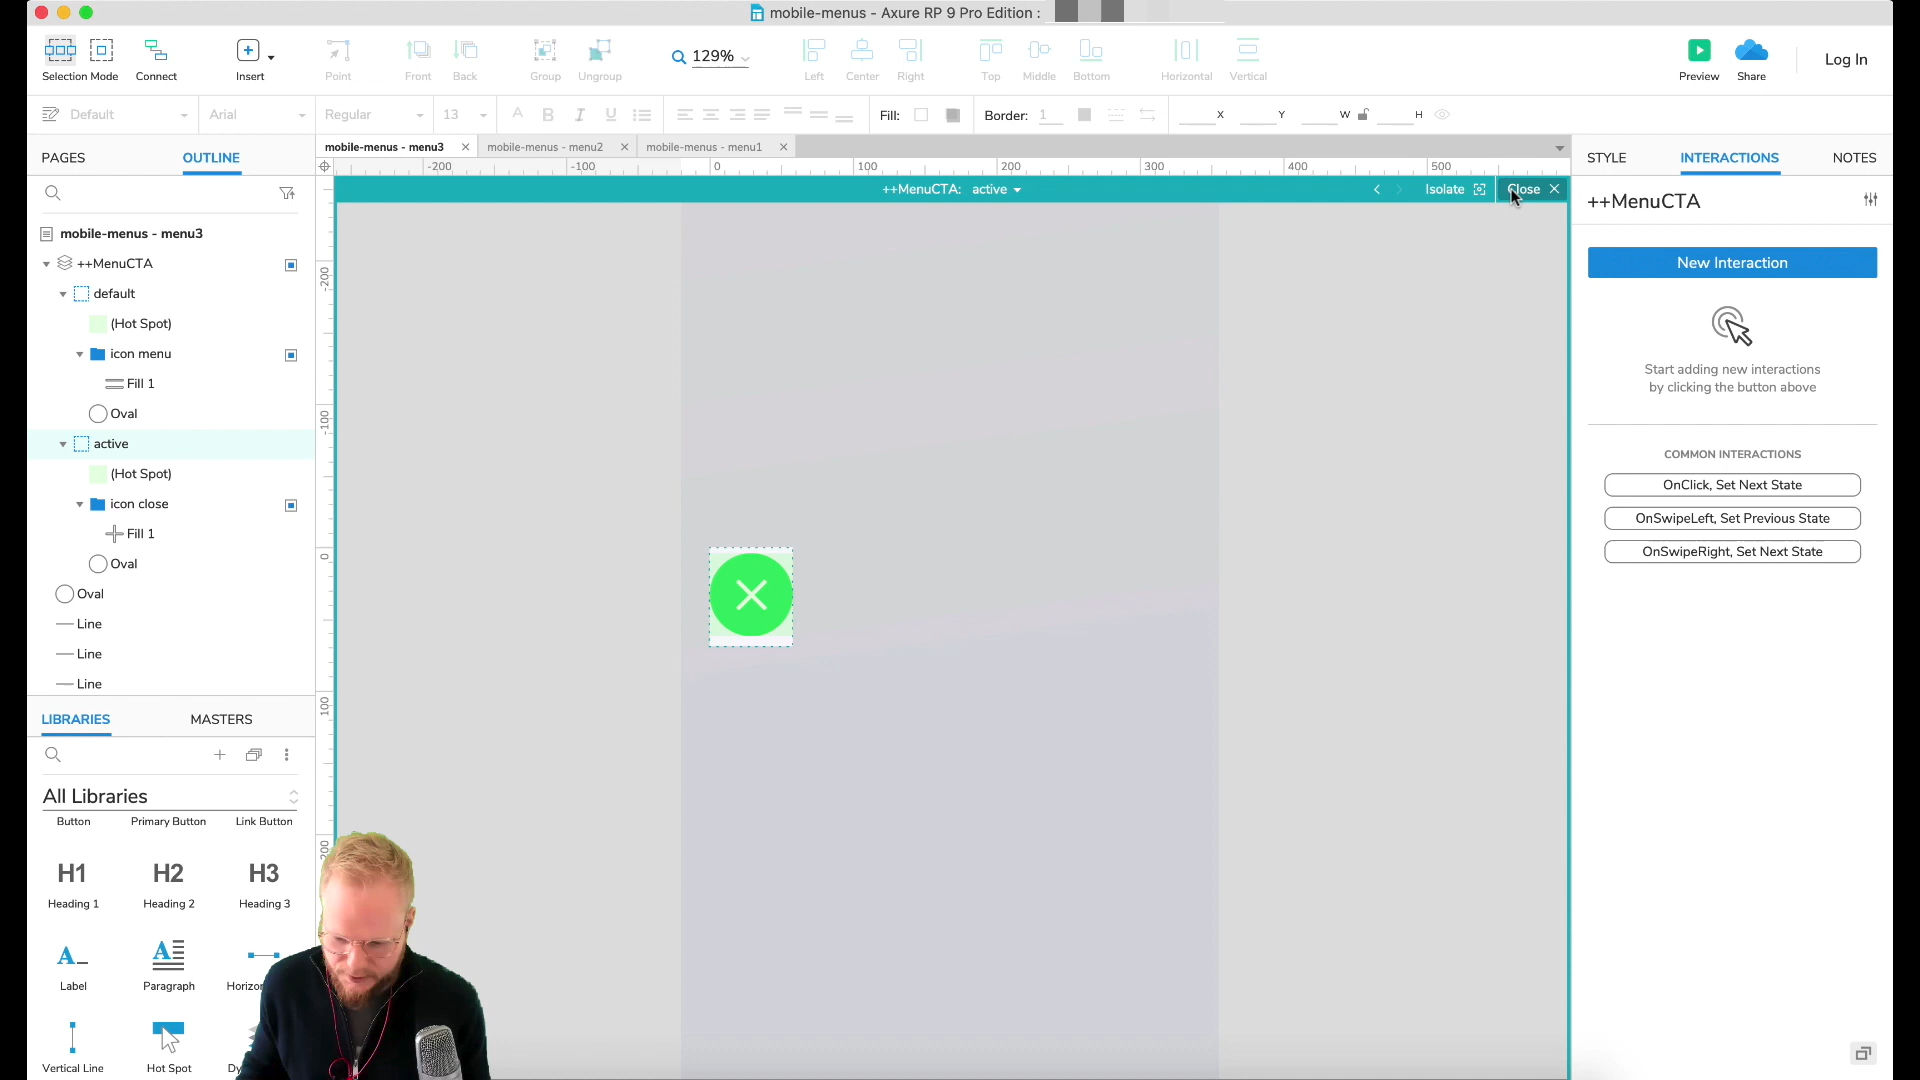 mobile-menus - Axure RP 9 Pro Edition :
129%
Selection Mode Connect Insert Point Front Back Group Ungroup Left Center Right Top Middle Bottom Horizontal Vertical Preview Share Log In
Default Arial Regular 13 A B I U Fill: Border: 1 X Y W H
PAGES OUTLINE
mobile-menus - menu3 mobile-menus - menu2 mobile-menus - menu1
STYLE INTERACTIONS NOTES
-200 -100 0 100 200 300 400 500
++MenuCTA: active Isolate Close
-200
-100
0
100
200
mobile-menus - menu3
++MenuCTA
default
(Hot Spot)
icon menu
Fill 1
Oval
active
(Hot Spot)
icon close
Fill 1
Oval
Oval
Line
Line
Line
LIBRARIES MASTERS
All Libraries
Button Primary Button Link Button
H1 H2 H3
Heading 1 Heading 2 Heading 3
A A
Label Paragraph
Vertical Line Hot Spot
++MenuCTA
New Interaction
Start adding new interactions
by clicking the button above
COMMON INTERACTIONS
OnClick, Set Next State
OnSwipeLeft, Set Previous State
OnSwipeRight, Set Next State